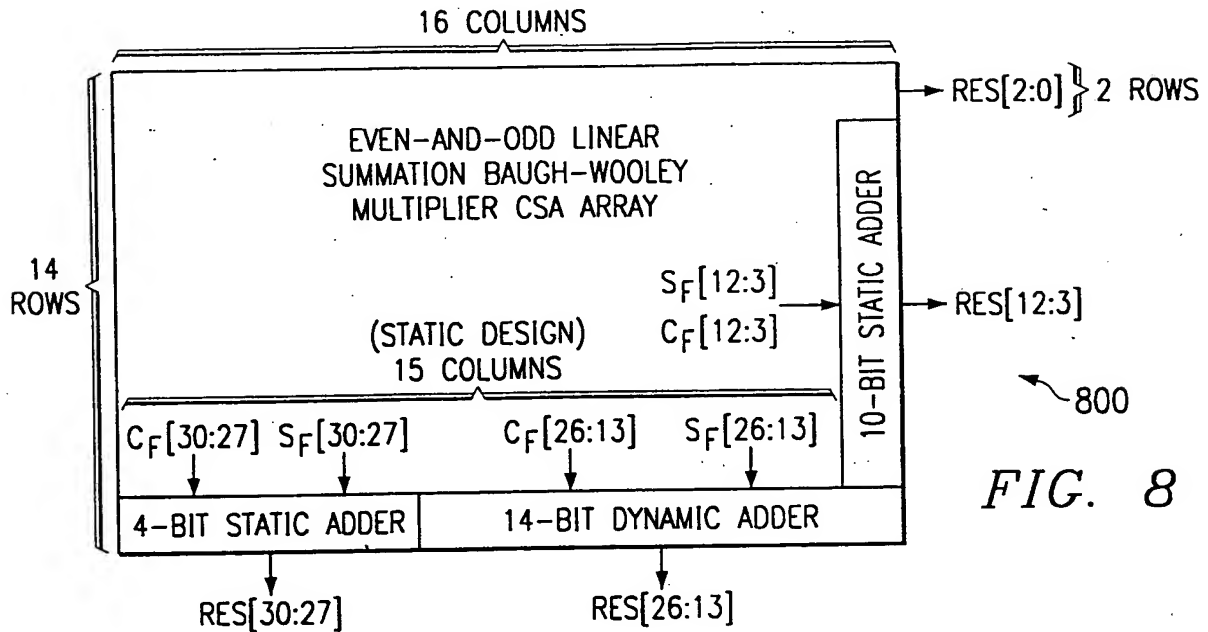 16 COLUMNS
RES[2:0] } 2 ROWS
EVEN-AND-ODD LINEAR
SUMMATION BAUGH-WOOLEY
MULTIPLIER CSA ARRAY
14
ROWS
10-BIT STATIC ADDER
SF[12:3]
CF[12:3]
RES[12:3]
(STATIC DESIGN)
15 COLUMNS
800
CF[30:27] SF[30:27] CF[26:13] SF[26:13]
FIG. 8
4-BIT STATIC ADDER
14-BIT DYNAMIC ADDER
RES[30:27]
RES[26:13]